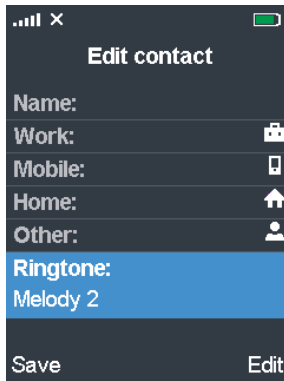 Edit contact
Name:
Work:
Mobile:
Home:
Other:
Ringtone:
Melody 2
Save Edit